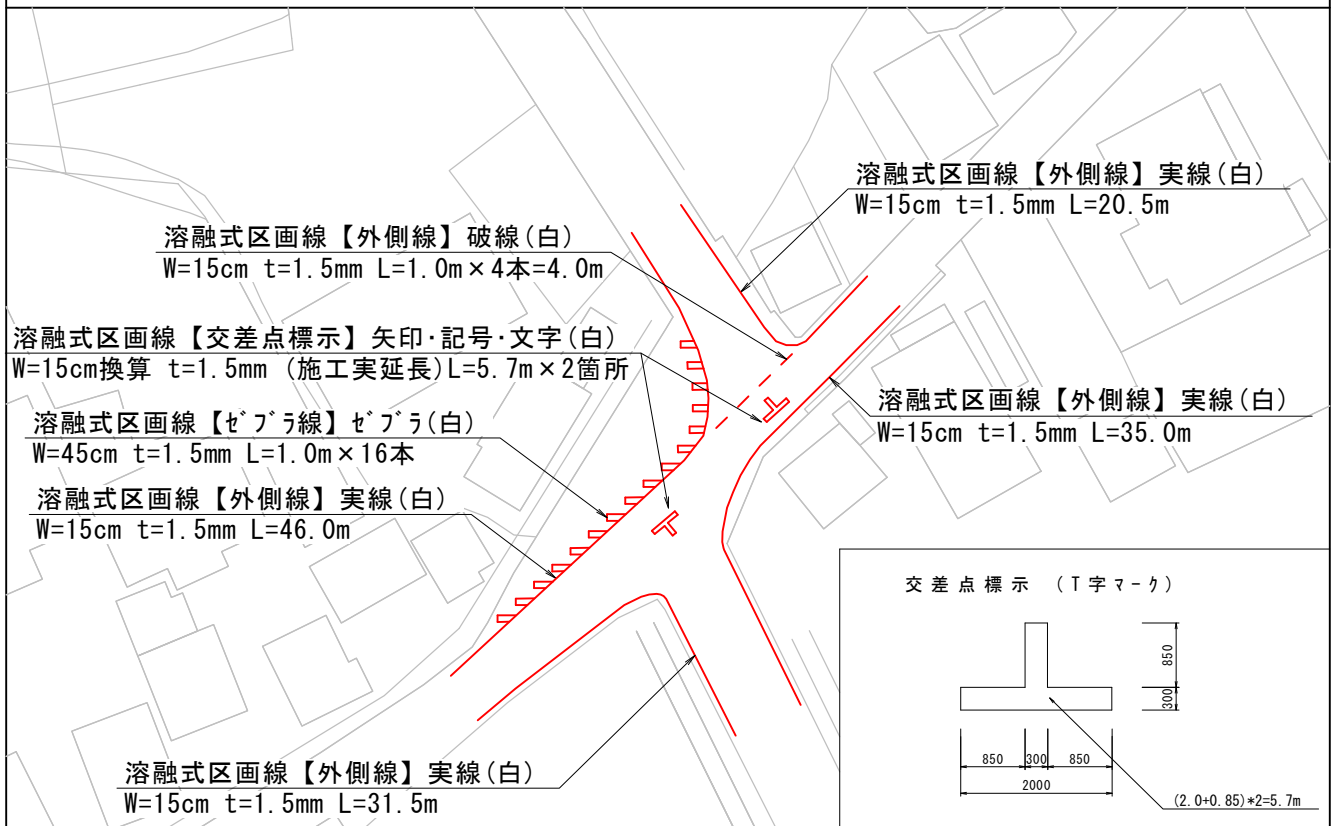 溶融式区画線【外側線】実線(白)
W=15cm t=1.5mm L=20.5m
溶融式区画線【外側線】破線(白)
W=15cm t=1.5mm L=1.0m×4本=4.0m
溶融式区画線【交差点標示】矢印･記号･文字(白)
W=15cm換算 t=1.5mm (施工実延長)L=5.7m×2箇所
溶融式区画線【外側線】実線(白)
W=15cm t=1.5mm L=35.0m
溶融式区画線【ｾﾞﾌﾞﾗ線】ｾﾞﾌﾞﾗ(白)
W=45cm t=1.5mm L=1.0m×16本
溶融式区画線【外側線】実線(白)
W=15cm t=1.5mm L=46.0m
溶融式区画線【外側線】実線(白)
W=15cm t=1.5mm L=31.5m
交差点標示 (T字ﾏｰｸ)
850
300
850
300
850
2000
(2.0+0.85)*2=5.7m